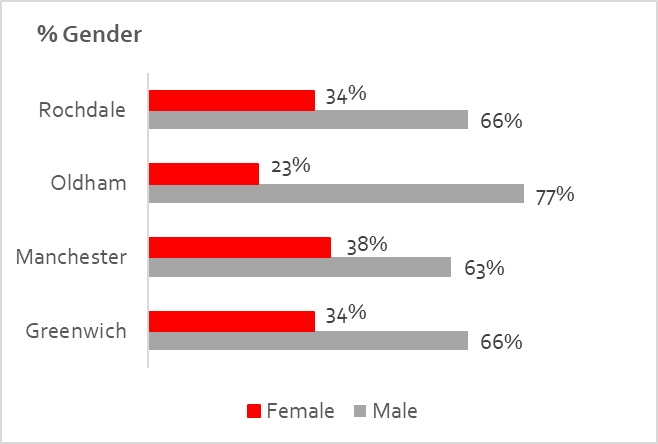 % Gender
Rochdale
34%
66%
Oldham
23%
77%
Manchester
38%
63%
Greenwich
34%
66%
Female Male